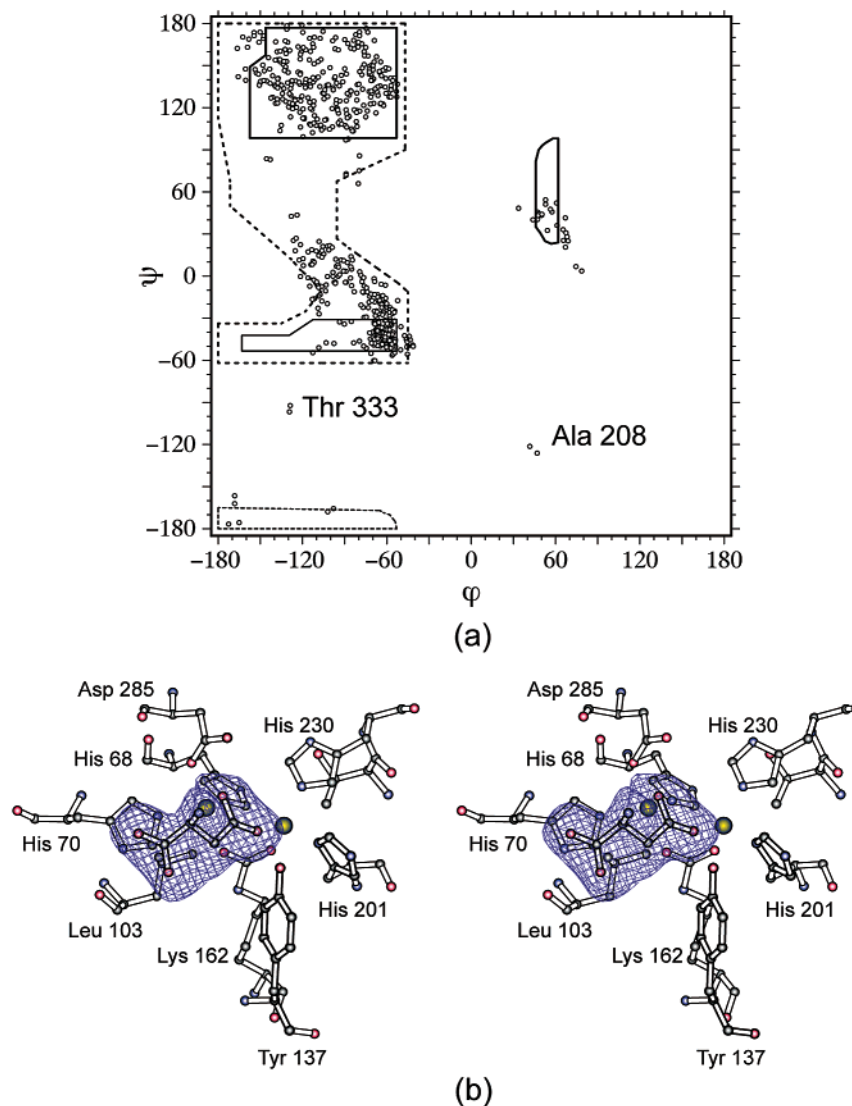 180
120
60
0
−60
−120
−180
ψ
Thr 333
Ala 208
−180 −120 −60 0 60 120 180
φ
(a)
Asp 285 Asp 285
His 230 His 230
His 68 His 68
His 70 His 70
His 201 His 201
Leu 103 Leu 103
Lys 162 Lys 162
Tyr 137 Tyr 137
(b)